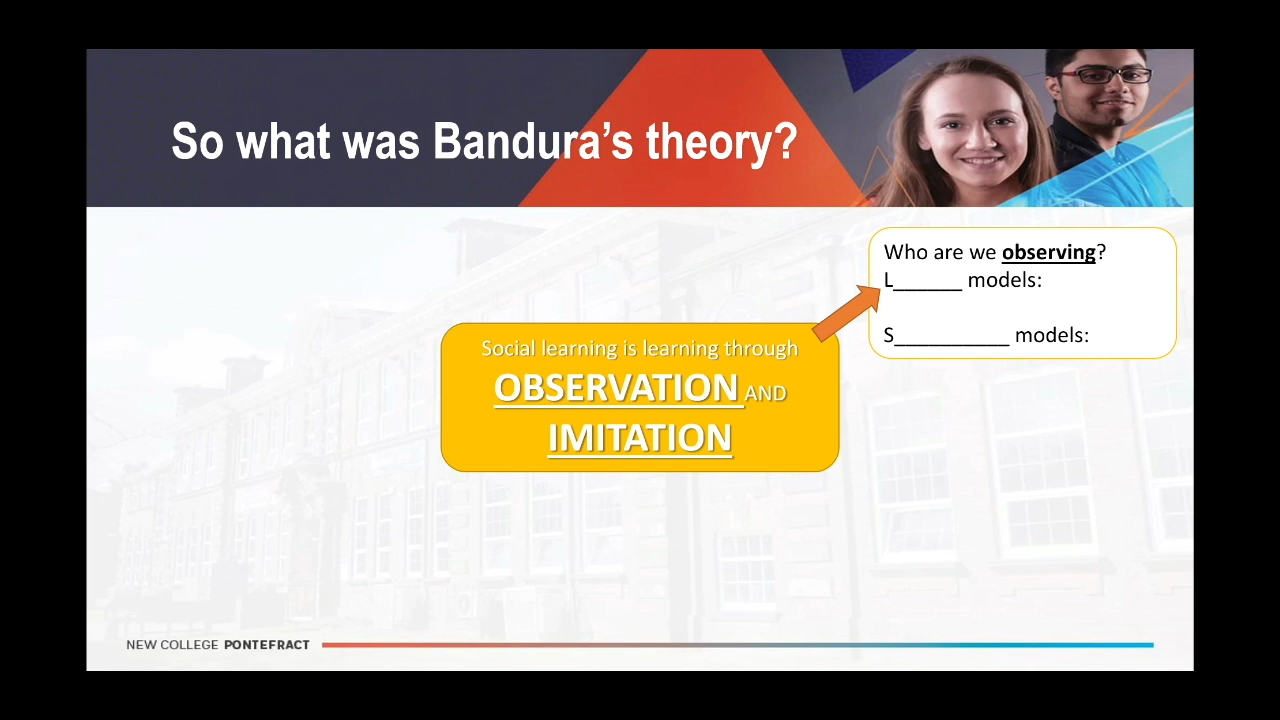 So what was Bandura's theory?
Who are we observing?
L______ models:
S__________ models:
Social learning is learning through
OBSERVATION AND
IMITATION
NEW COLLEGE PONTEFRACT